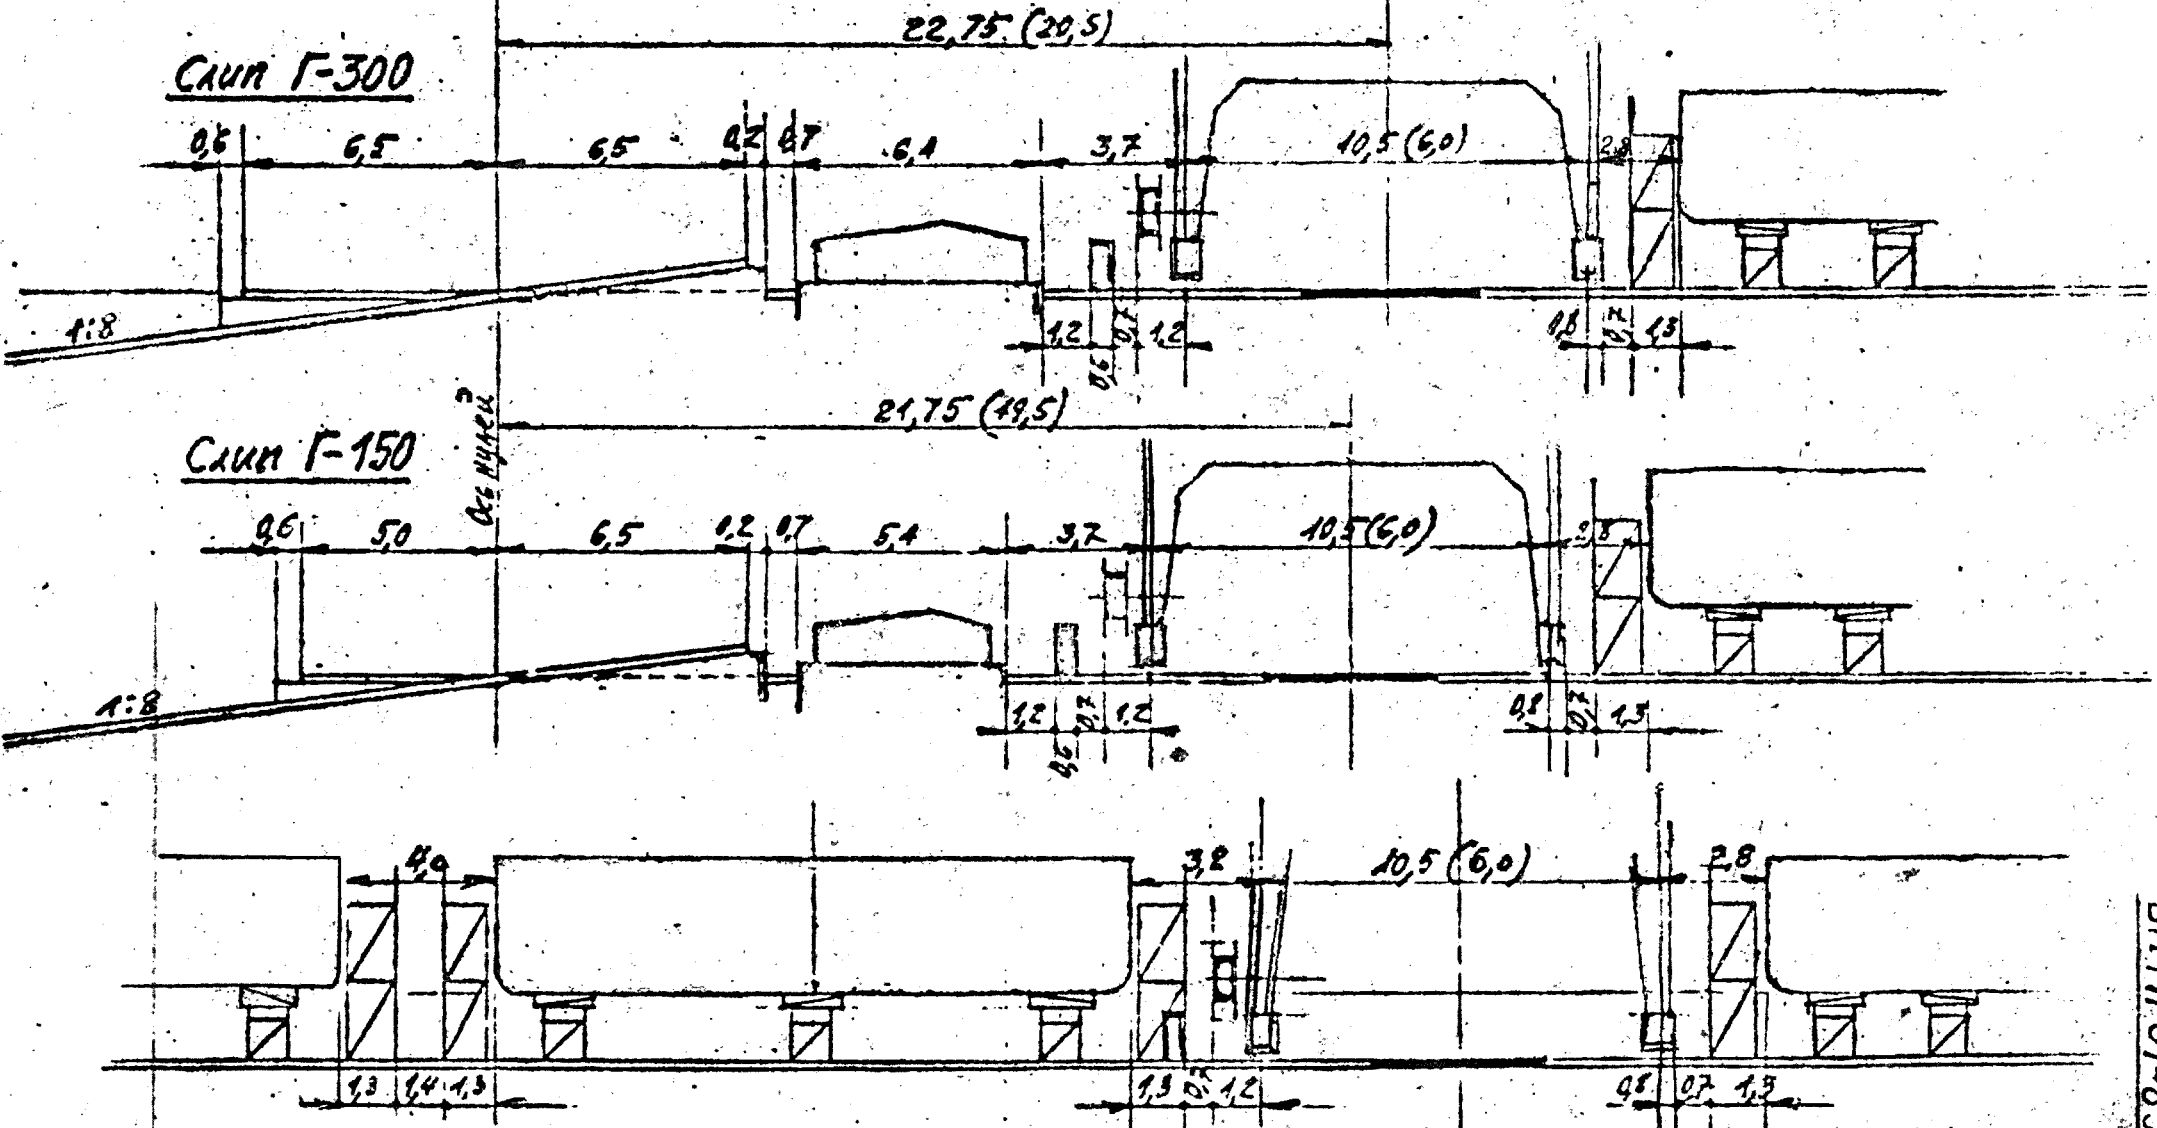 22,75 (20,5)
Слип Г-300
0,6 6,5 6,5 0,2 0,7 6,4 3,7 10,5 (6,0) 2,8
1:8
1,2 0,6 0,7 1,2 0,8 0,7 1,3
Ось нулей
21,75 (19,5)
Слип Г-150
0,6 5,0 6,5 0,2 0,7 5,4 3,7 10,5 (6,0) 2,8
1:8
1,2 0,6 0,7 1,2 0,8 0,7 1,3
4,0 3,2 10,5 (6,0) 2,8
1,3 1,4 1,3 1,3 0,7 1,2 0,8 0,7 1,3